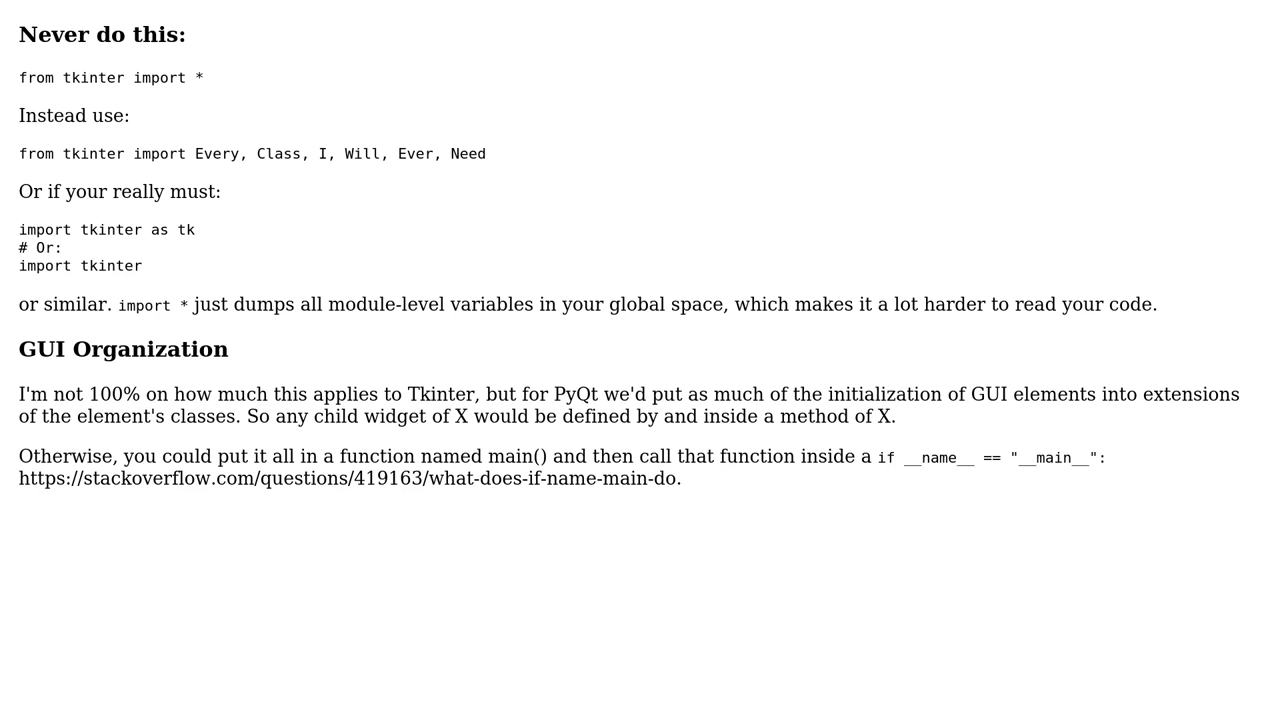 Never do this:
from tkinter import *
Instead use:
from tkinter import Every, Class, I, Will, Ever, Need
Or if your really must:
import tkinter as tk
# Or:
import tkinter
or similar. import * just dumps all module-level variables in your global space, which makes it a lot harder to read your code.
GUI Organization
I'm not 100% on how much this applies to Tkinter, but for PyQt we'd put as much of the initialization of GUI elements into extensions
of the element's classes. So any child widget of X would be defined by and inside a method of X.
Otherwise, you could put it all in a function named main() and then call that function inside a if __name__ == "__main__":
https://stackoverflow.com/questions/419163/what-does-if-name-main-do.